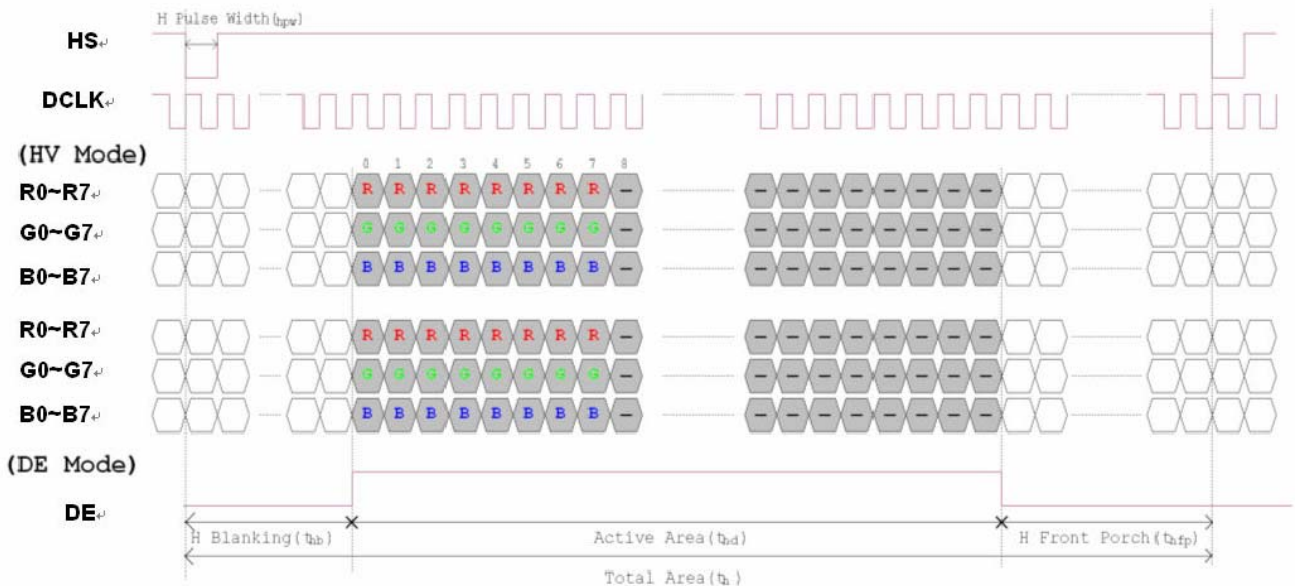 H Pulse Width(thpw)
HS
DCLK
(HV Mode)
0 1 2 3 4 5 6 7 8
R0~R7 R R R R R R R R
G0~G7 G G G G G G G G
B0~B7 B B B B B B B B
R0~R7 R R R R R R R R
G0~G7 G G G G G G G G
B0~B7 B B B B B B B B
(DE Mode)
DE
H Blanking(thb) Active Area(thd) H Front Porch(thfp)
Total Area(th)